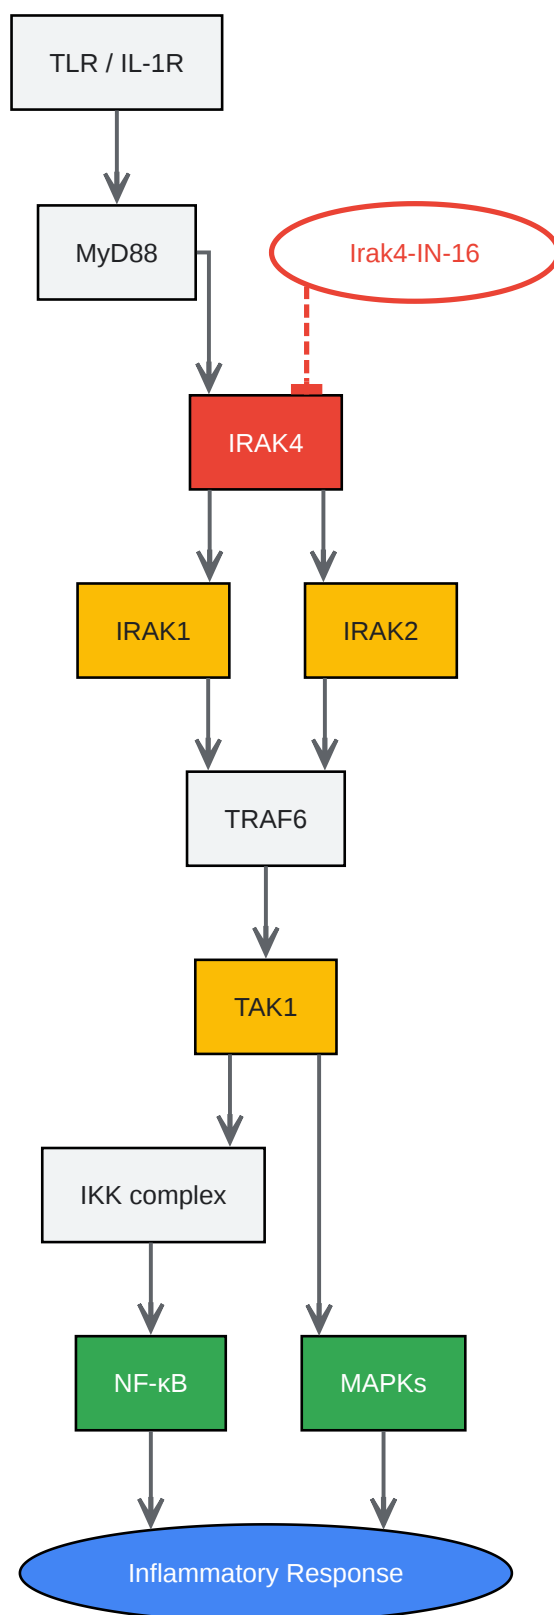 TLR / IL-1R
MyD88
Irak4-IN-16
IRAK4
IRAK1
IRAK2
TRAF6
TAK1
IKK complex
NF-κB
MAPKs
Inflammatory Response